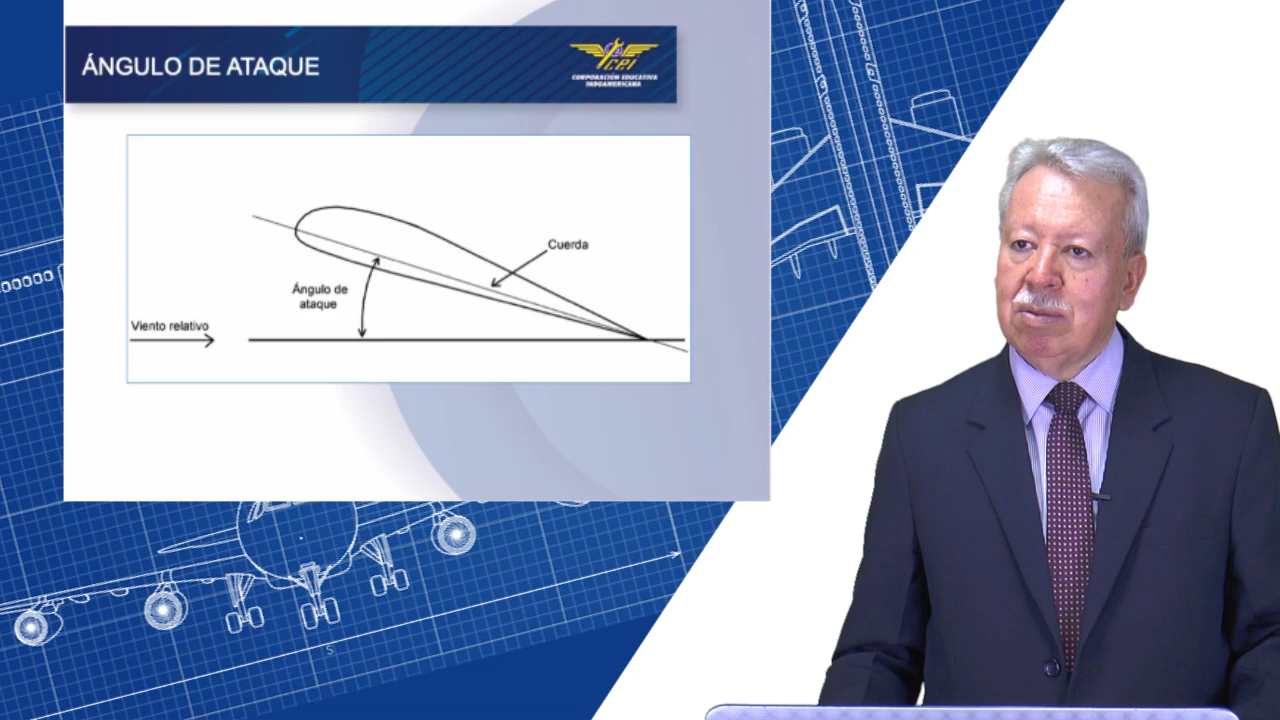 ÁNGULO DE ATAQUE
CEI
CORPORACIÓN EDUCATIVA
INDOAMERICANA
Cuerda
Ángulo de
ataque
Viento relativo
S